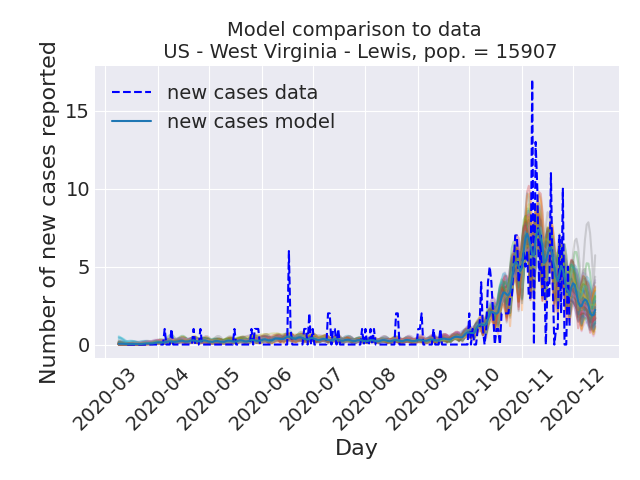 Model comparison to data
US - West Virginia - Lewis, pop. = 15907
Number of new cases reported
15
10
5
0
new cases data
new cases model
2020-03
2020-04
2020-05
2020-06
2020-07
2020-08
2020-09
2020-10
2020-11
2020-12
Day